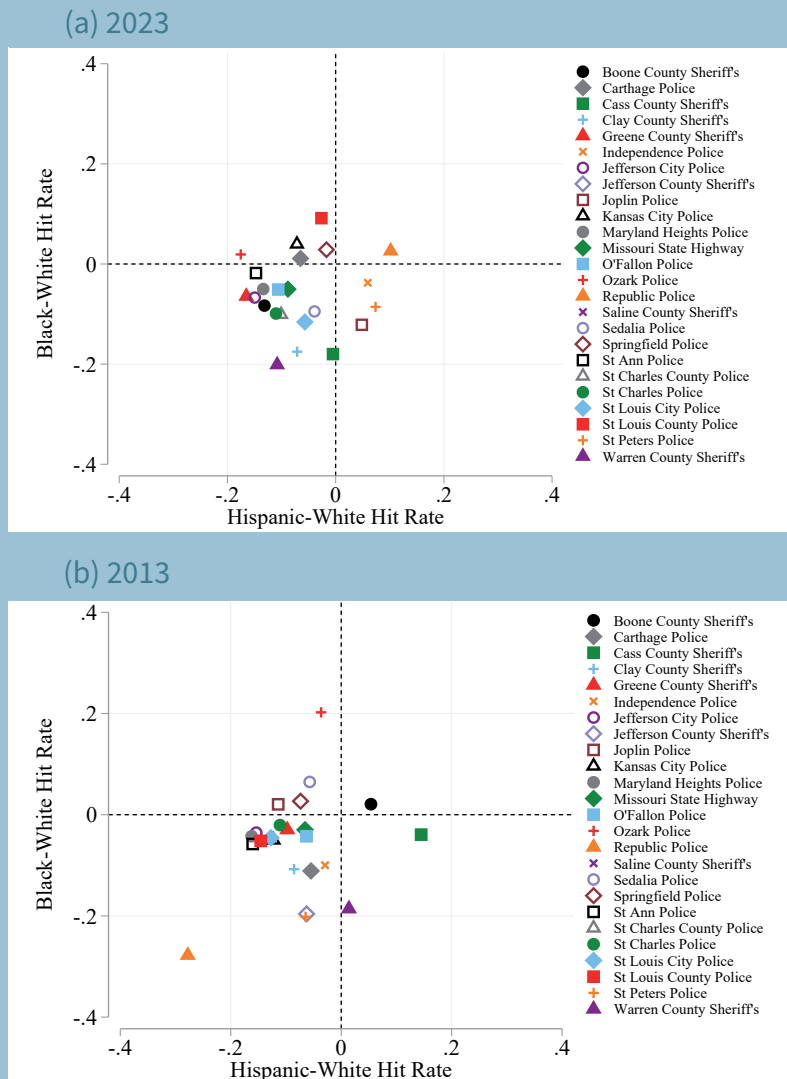 (a) 2023
.4
.2
0
-.2
-.4
Black-White Hit Rate
-.4
-.2
0
.2
.4
Hispanic-White Hit Rate
Boone County Sheriff's
Carthage Police
Cass County Sheriff's
Clay County Sheriff's
Greene County Sheriff's
Independence Police
Jefferson City Police
Jefferson County Sheriff's
Joplin Police
Kansas City Police
Maryland Heights Police
Missouri State Highway
O'Fallon Police
Ozark Police
Republic Police
Saline County Sheriff's
Sedalia Police
Springfield Police
St Ann Police
St Charles County Police
St Charles Police
St Louis City Police
St Louis County Police
St Peters Police
Warren County Sheriff's
(b) 2013
.4
.2
0
-.2
-.4
Black-White Hit Rate
-.4
-.2
0
.2
.4
Hispanic-White Hit Rate
Boone County Sheriff's
Carthage Police
Cass County Sheriff's
Clay County Sheriff's
Greene County Sheriff's
Independence Police
Jefferson City Police
Jefferson County Sheriff's
Joplin Police
Kansas City Police
Maryland Heights Police
Missouri State Highway
O'Fallon Police
Ozark Police
Republic Police
Saline County Sheriff's
Sedalia Police
Springfield Police
St Ann Police
St Charles County Police
St Charles Police
St Louis City Police
St Louis County Police
St Peters Police
Warren County Sheriff's